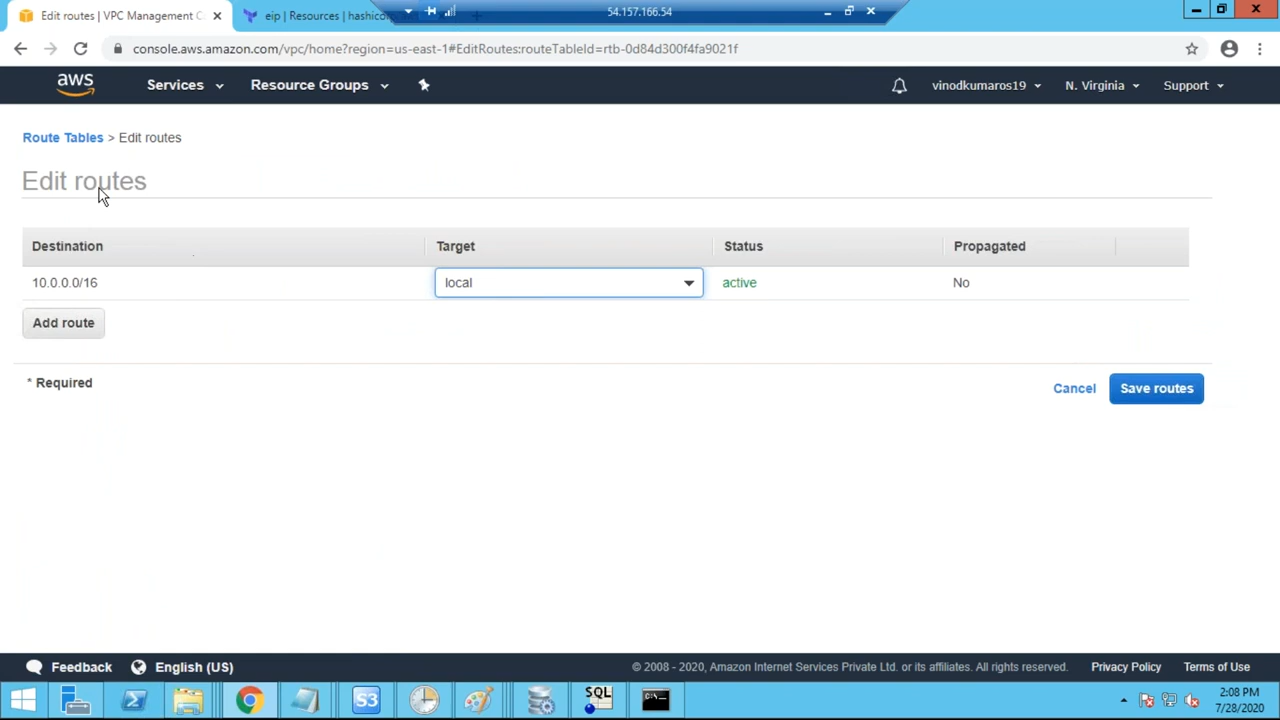 Edit routes | VPC Management C
eip | Resources | hashico
54.157.166.54
console.aws.amazon.com/vpc/home?region=us-east-1#EditRoutes:routeTableId=rtb-0d84d300f4fa9021f
aws
Services
Resource Groups
vinodkumaros19
N. Virginia
Support
Route Tables > Edit routes
Edit routes
Destination
Target
Status
Propagated
10.0.0.0/16
local
active
No
Add route
* Required
Cancel
Save routes
Feedback
English (US)
© 2008 - 2020, Amazon Internet Services Private Ltd. or its affiliates. All rights reserved.
Privacy Policy
Terms of Use
S3
SQL
2:08 PM
7/28/2020